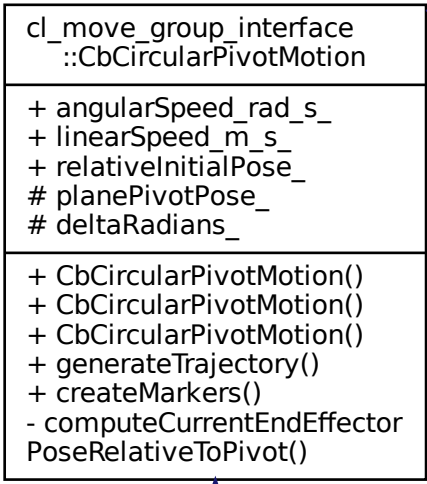 cl_move_group_interface
::CbCircularPivotMotion
+ angularSpeed_rad_s_
+ linearSpeed_m_s_
+ relativeInitialPose_
# planePivotPose_
# deltaRadians_
+ CbCircularPivotMotion()
+ CbCircularPivotMotion()
+ CbCircularPivotMotion()
+ generateTrajectory()
+ createMarkers()
- computeCurrentEndEffector
PoseRelativeToPivot()